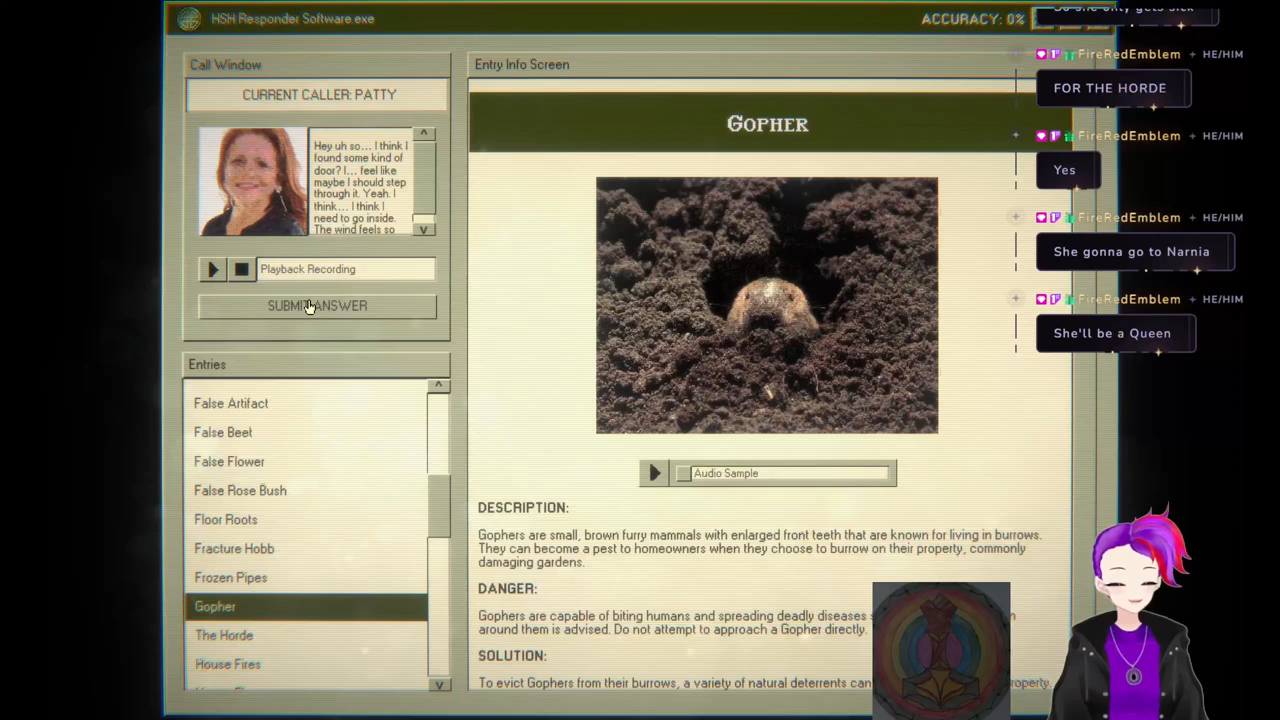 HSH Responder Software.exe
ACCURACY: 0%
Call Window
CURRENT CALLER: PATTY
Hey uh so... I think I
found some kind of
door? I... feel like
maybe I should step
through it. Yeah. I
think... I think I
need to go inside.
The wind feels so
Playback Recording
SUBMIT ANSWER
Entries
False Artifact
False Beet
False Flower
False Rose Bush
Floor Roots
Fracture Hobb
Frozen Pipes
Gopher
The Horde
House Fires
Entry Info Screen
GOPHER
Audio Sample
DESCRIPTION:
Gophers are small, brown furry mammals with enlarged front teeth that are known for living in burrows.
They can become a pest to homeowners when they choose to burrow on their property, commonly
damaging gardens.
DANGER:
Gophers are capable of biting humans and spreading deadly diseases
around them is advised. Do not attempt to approach a Gopher directly.
SOLUTION:
To evict Gophers from their burrows, a variety of natural deterrents can property.
So she only gets sick
FireRedEmblem + HE/HIM
FOR THE HORDE
FireRedEmblem + HE/HIM
Yes
FireRedEmblem + HE/HIM
She gonna go to Narnia
FireRedEmblem + HE/HIM
She'll be a Queen